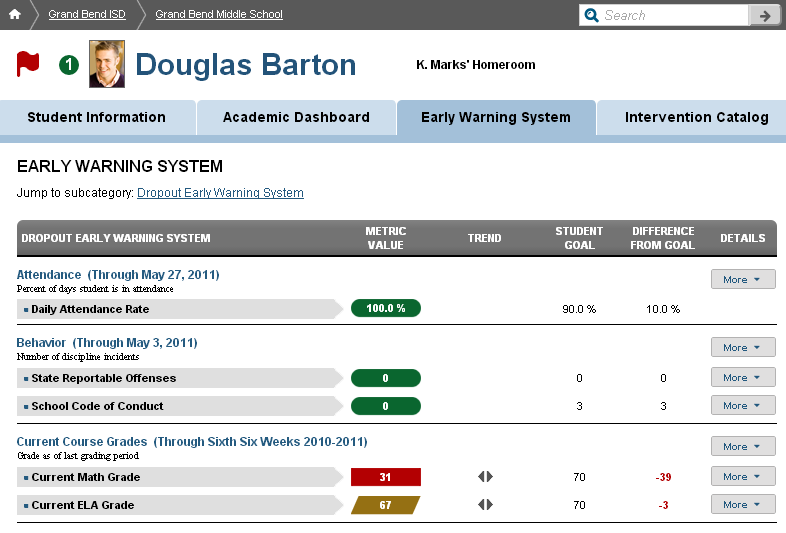 Grand Bend ISD
Grand Bend Middle School
Search
1
Douglas Barton
K. Marks' Homeroom
Student Information
Academic Dashboard
Early Warning System
Intervention Catalog
EARLY WARNING SYSTEM
Jump to subcategory: Dropout Early Warning System
DROPOUT EARLY WARNING SYSTEM
METRIC VALUE
TREND
STUDENT GOAL
DIFFERENCE FROM GOAL
DETAILS
Attendance (Through May 27, 2011)
Percent of days student is in attendance
More
Daily Attendance Rate 100.0 % 90.0 % 10.0 %
Behavior (Through May 3, 2011)
Number of discipline incidents
More
State Reportable Offenses 0 0 0 More
School Code of Conduct 0 3 3 More
Current Course Grades (Through Sixth Six Weeks 2010-2011)
Grade as of last grading period
More
Current Math Grade 31 70 -39 More
Current ELA Grade 67 70 -3 More